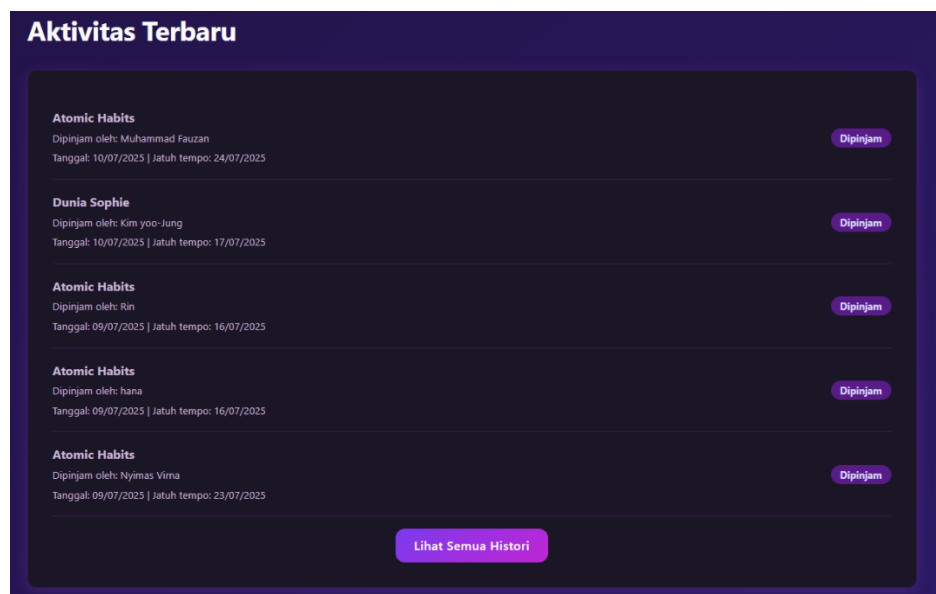 Aktivitas Terbaru
Atomic Habits
Dipinjam oleh: Muhammad Fauzan
Tanggal: 10/07/2025 | Jatuh tempo: 24/07/2025
Dipinjam
Dunia Sophie
Dipinjam oleh: Kim yoo-Jung
Tanggal: 10/07/2025 | Jatuh tempo: 17/07/2025
Dipinjam
Atomic Habits
Dipinjam oleh: Rin
Tanggal: 09/07/2025 | Jatuh tempo: 16/07/2025
Dipinjam
Atomic Habits
Dipinjam oleh: hana
Tanggal: 09/07/2025 | Jatuh tempo: 16/07/2025
Dipinjam
Atomic Habits
Dipinjam oleh: Nyimas Virna
Tanggal: 09/07/2025 | Jatuh tempo: 23/07/2025
Dipinjam
Lihat Semua Histori